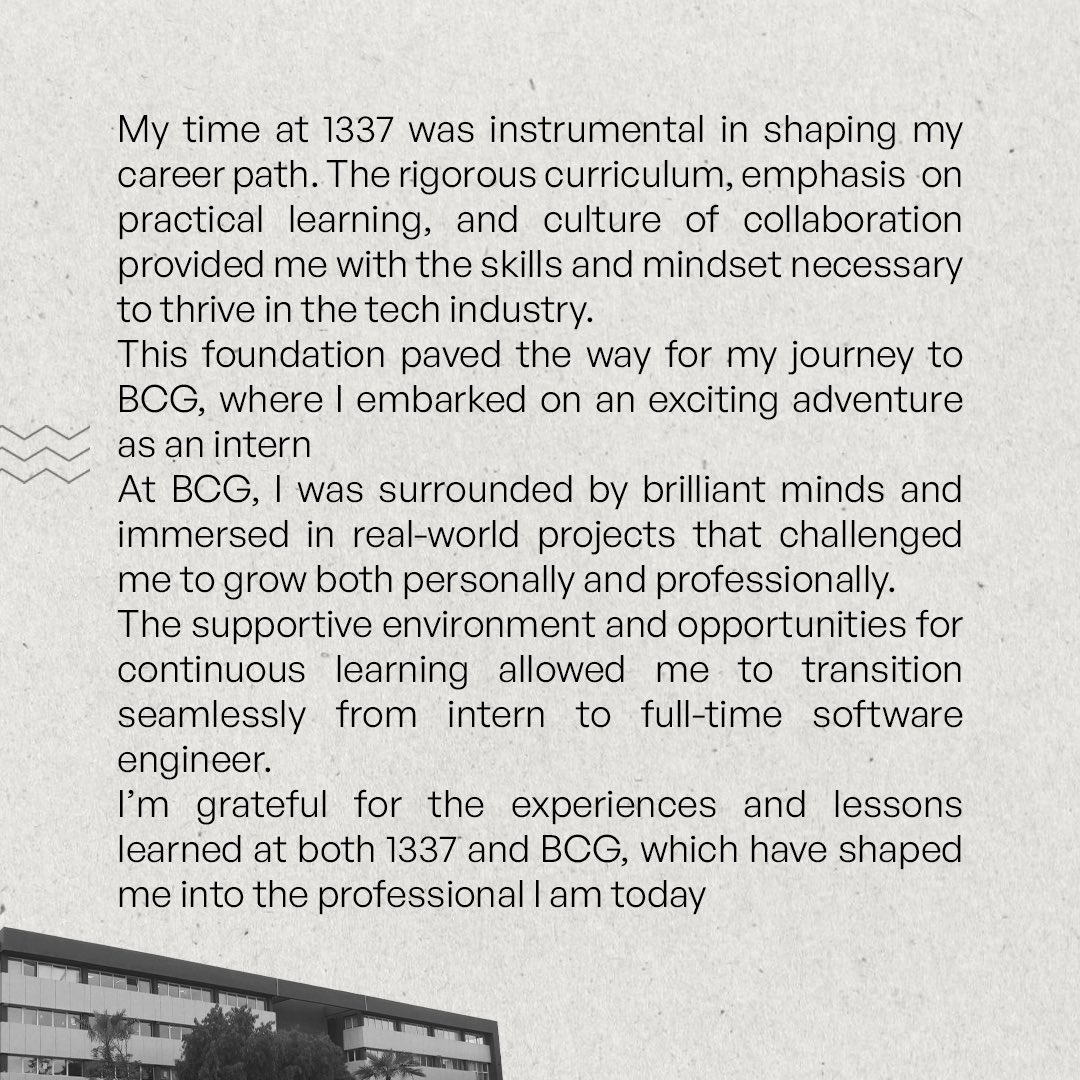 My time at 1337 was instrumental in shaping my
career path. The rigorous curriculum, emphasis on
practical learning, and culture of collaboration
provided me with the skills and mindset necessary
to thrive in the tech industry.
This foundation paved the way for my journey to
BCG, where I embarked on an exciting adventure
as an intern
At BCG, I was surrounded by brilliant minds and
immersed in real-world projects that challenged
me to grow both personally and professionally.
The supportive environment and opportunities for
continuous learning allowed me to transition
seamlessly from intern to full-time software
engineer.
I’m grateful for the experiences and lessons
learned at both 1337 and BCG, which have shaped
me into the professional I am today